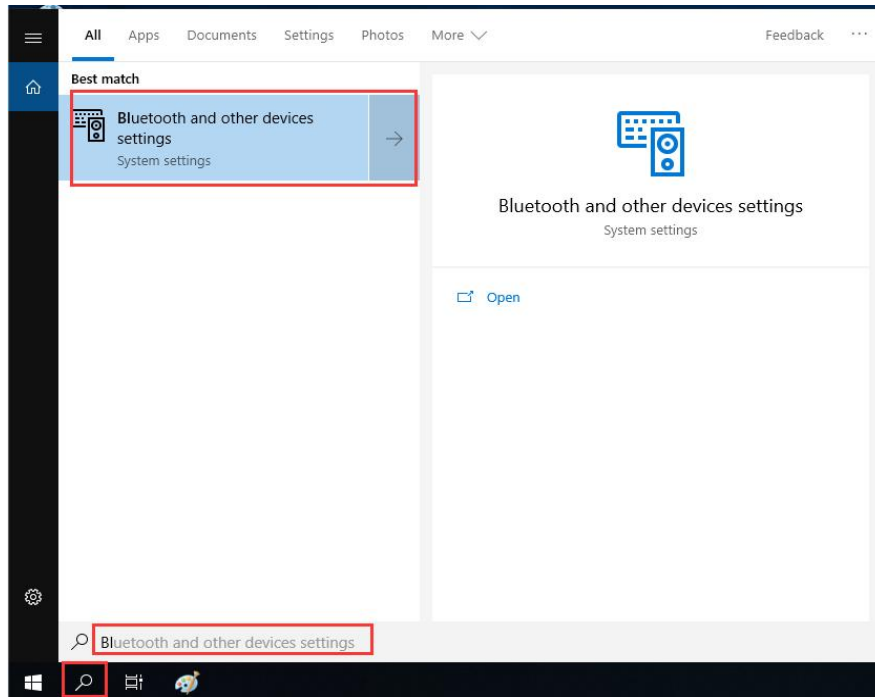 All Apps Documents Settings Photos More Feedback ...
Best match
Bluetooth and other devices
settings
System settings
Bluetooth and other devices settings
System settings
Open
Bluetooth and other devices settings